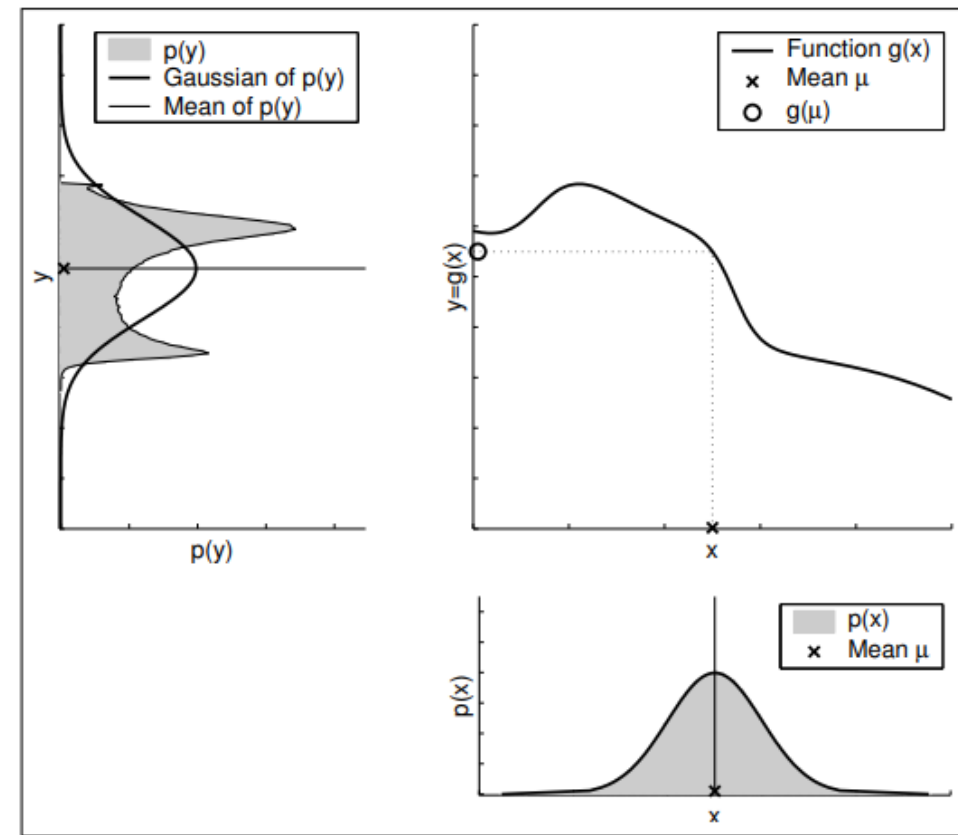 p(y)
Gaussian of p(y)
Mean of p(y)
y
p(y)
Function g(x)
Mean μ
g(μ)
y=g(x)
x
p(x)
Mean μ
p(x)
x